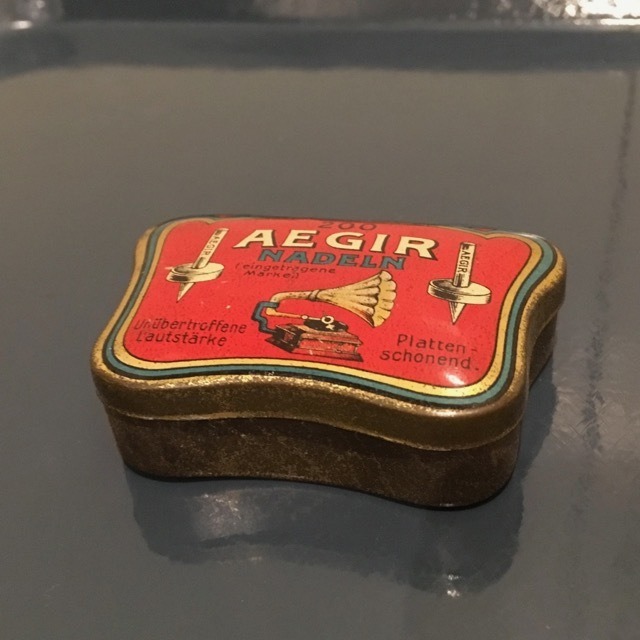 200
AEGIR
NADELN
(eingetragene
Marke)
AEGIR
AEGIR
Unübertroffene
Lautstärke
Platten-
schonend.